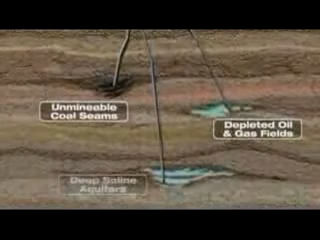 Unmineable
Coal Seams
Depleted Oil
& Gas Fields
Deep Saline
Aquifers